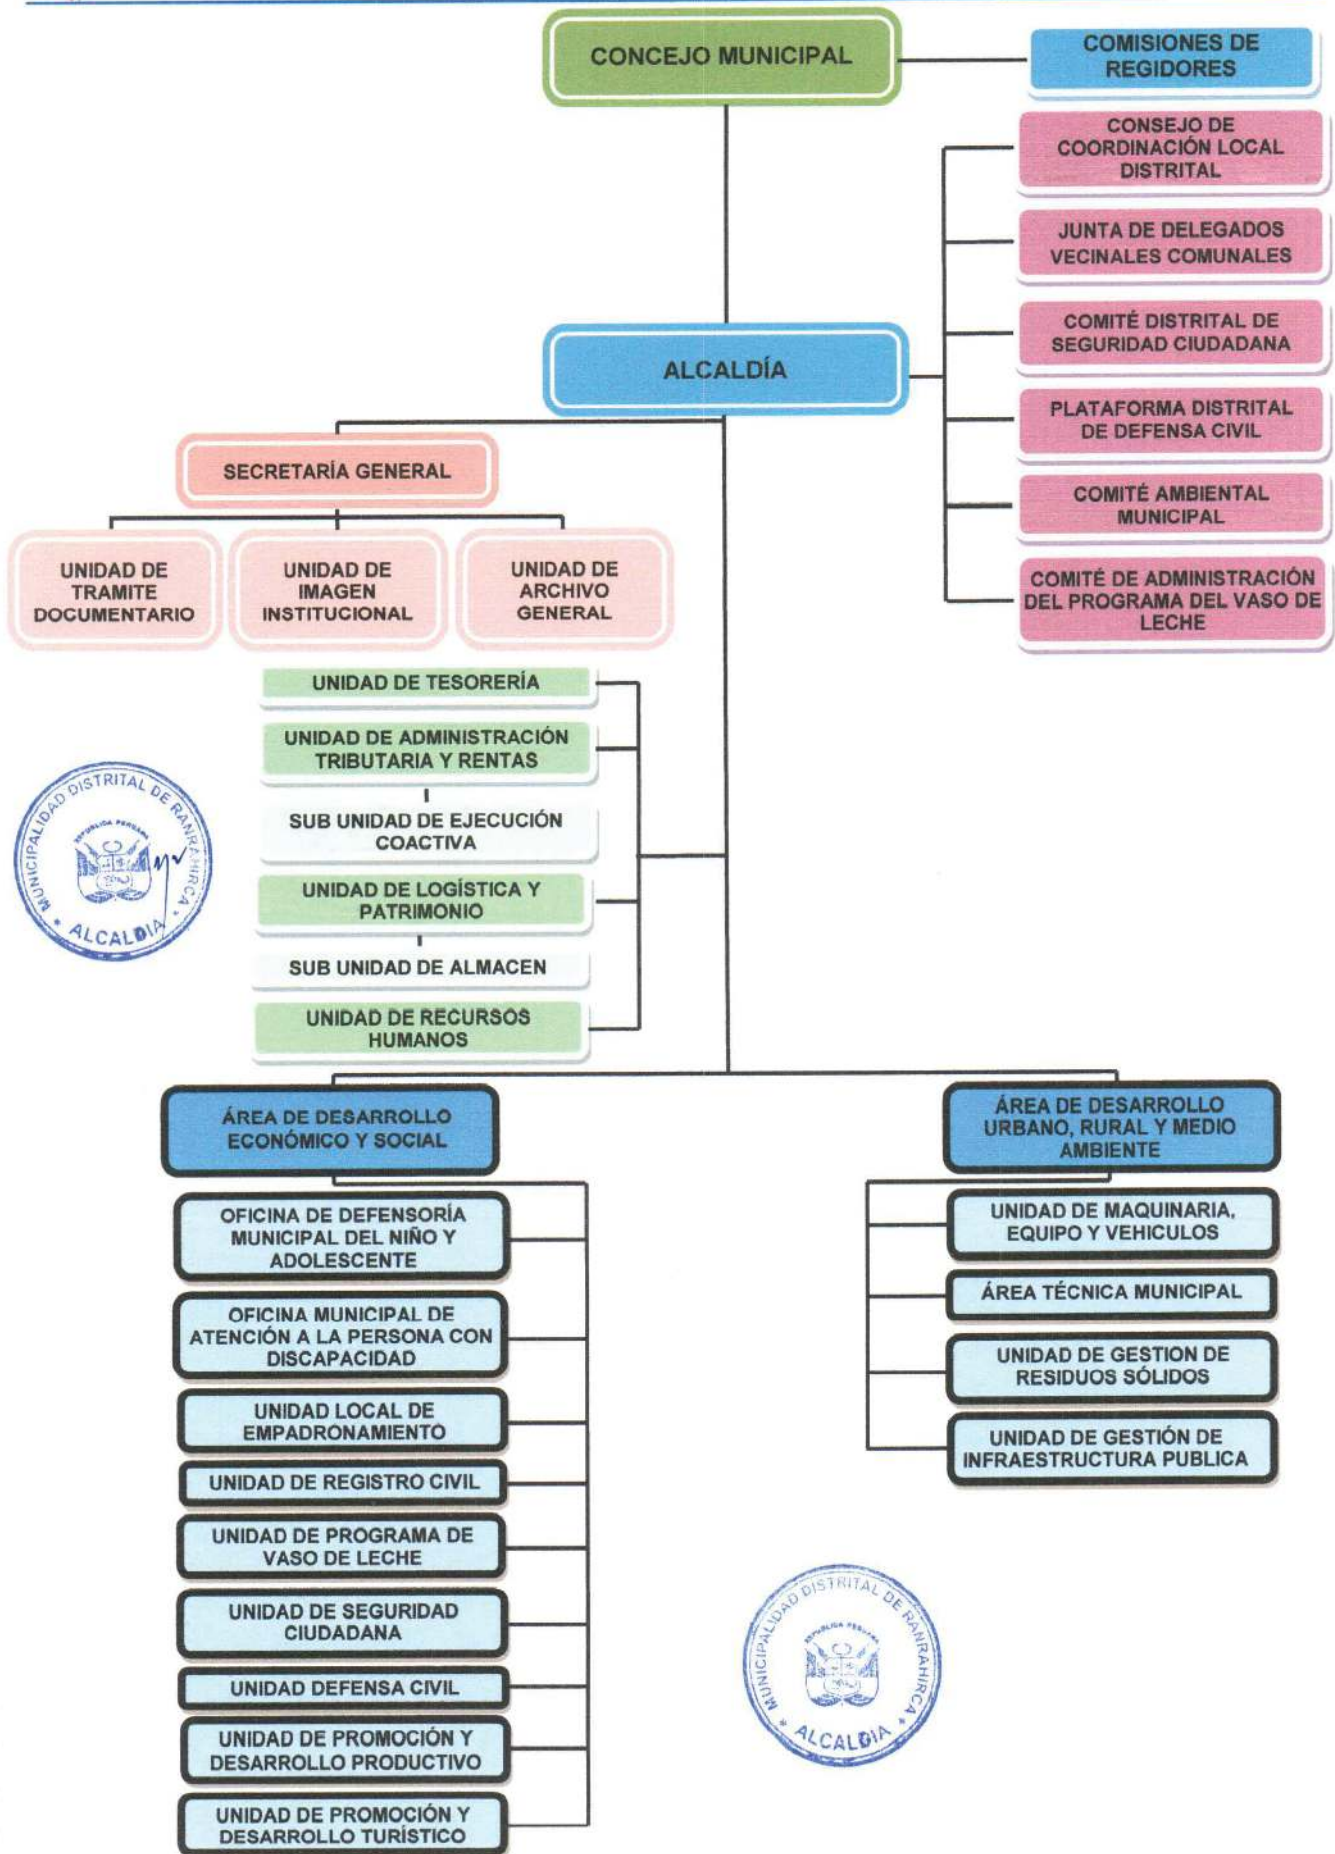 CONCEJO MUNICIPAL
COMISIONES DE
REGIDORES
CONSEJO DE
COORDINACIÓN LOCAL
DISTRITAL
JUNTA DE DELEGADOS
VECINALES COMUNALES
COMITÉ DISTRITAL DE
SEGURIDAD CIUDADANA
PLATAFORMA DISTRITAL
DE DEFENSA CIVIL
COMITÉ AMBIENTAL
MUNICIPAL
COMITÉ DE ADMINISTRACIÓN
DEL PROGRAMA DEL VASO DE
LECHE
ALCALDÍA
SECRETARÍA GENERAL
UNIDAD DE
TRAMITE
DOCUMENTARIO
UNIDAD DE
IMAGEN
INSTITUCIONAL
UNIDAD DE
ARCHIVO
GENERAL
UNIDAD DE TESORERÍA
UNIDAD DE ADMINISTRACIÓN
TRIBUTARIA Y RENTAS
SUB UNIDAD DE EJECUCIÓN
COACTIVA
UNIDAD DE LOGÍSTICA Y
PATRIMONIO
SUB UNIDAD DE ALMACEN
UNIDAD DE RECURSOS
HUMANOS
MUNICIPALIDAD DISTRITAL DE RANRAHIRCA
REPUBLICA PERUANA
ALCALDIA
ÁREA DE DESARROLLO
ECONÓMICO Y SOCIAL
OFICINA DE DEFENSORÍA
MUNICIPAL DEL NIÑO Y
ADOLESCENTE
OFICINA MUNICIPAL DE
ATENCIÓN A LA PERSONA CON
DISCAPACIDAD
UNIDAD LOCAL DE
EMPADRONAMIENTO
UNIDAD DE REGISTRO CIVIL
UNIDAD DE PROGRAMA DE
VASO DE LECHE
UNIDAD DE SEGURIDAD
CIUDADANA
UNIDAD DEFENSA CIVIL
UNIDAD DE PROMOCIÓN Y
DESARROLLO PRODUCTIVO
UNIDAD DE PROMOCIÓN Y
DESARROLLO TURÍSTICO
ÁREA DE DESARROLLO
URBANO, RURAL Y MEDIO
AMBIENTE
UNIDAD DE MAQUINARIA,
EQUIPO Y VEHICULOS
ÁREA TÉCNICA MUNICIPAL
UNIDAD DE GESTION DE
RESIDUOS SÓLIDOS
UNIDAD DE GESTIÓN DE
INFRAESTRUCTURA PUBLICA
MUNICIPALIDAD DISTRITAL DE RANRAHIRCA
REPUBLICA PERUANA
ALCALDIA